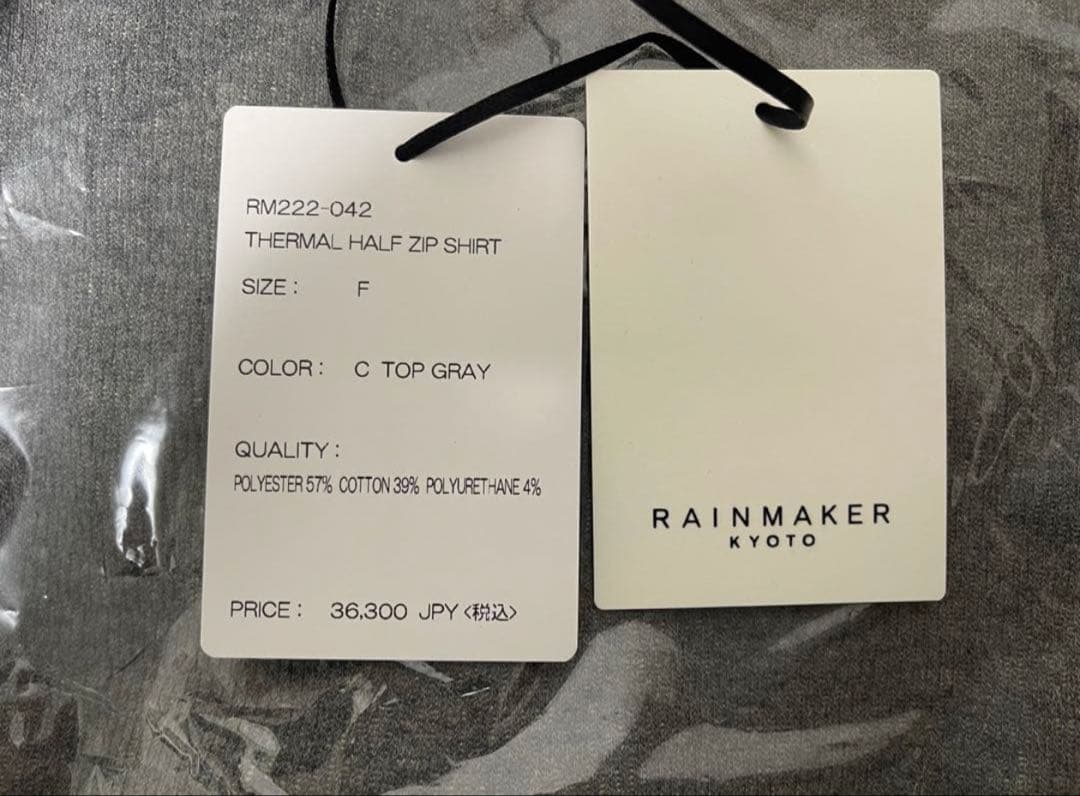 RM222-042
THERMAL HALF ZIP SHIRT
SIZE : F
COLOR : C TOP GRAY
QUALITY :
POLYESTER 57% COTTON 39% POLYURETHANE 4%
PRICE : 36,300 JPY <税込>
RAINMAKER
KYOTO